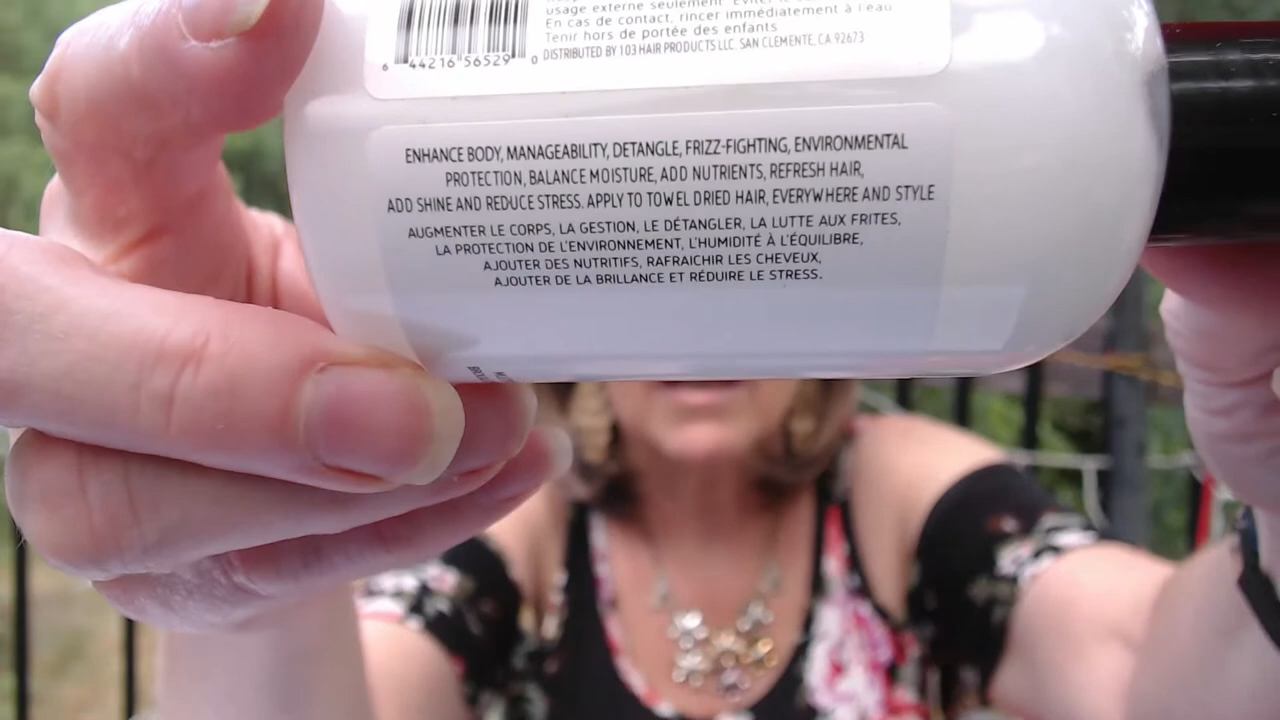 usage externe seulement
En cas de contact, rincer immédiatement à l'eau
Tenir hors de portée des enfants
DISTRIBUTED BY 103 HAIR PRODUCTS LLC. SAN CLEMENTE, CA 92673
6 44216 56529 0
ENHANCE BODY, MANAGEABILITY, DETANGLE, FRIZZ-FIGHTING, ENVIRONMENTAL
PROTECTION, BALANCE MOISTURE, ADD NUTRIENTS, REFRESH HAIR,
ADD SHINE AND REDUCE STRESS. APPLY TO TOWEL DRIED HAIR, EVERYWHERE AND STYLE
AUGMENTER LE CORPS, LA GESTION, LE DÉTANGLER, LA LUTTE AUX FRITES,
LA PROTECTION DE L'ENVIRONNEMENT, L'HUMIDITÉ À L'ÉQUILIBRE,
AJOUTER DES NUTRITIFS, RAFRAICHIR LES CHEVEUX,
AJOUTER DE LA BRILLANCE ET RÉDUIRE LE STRESS.